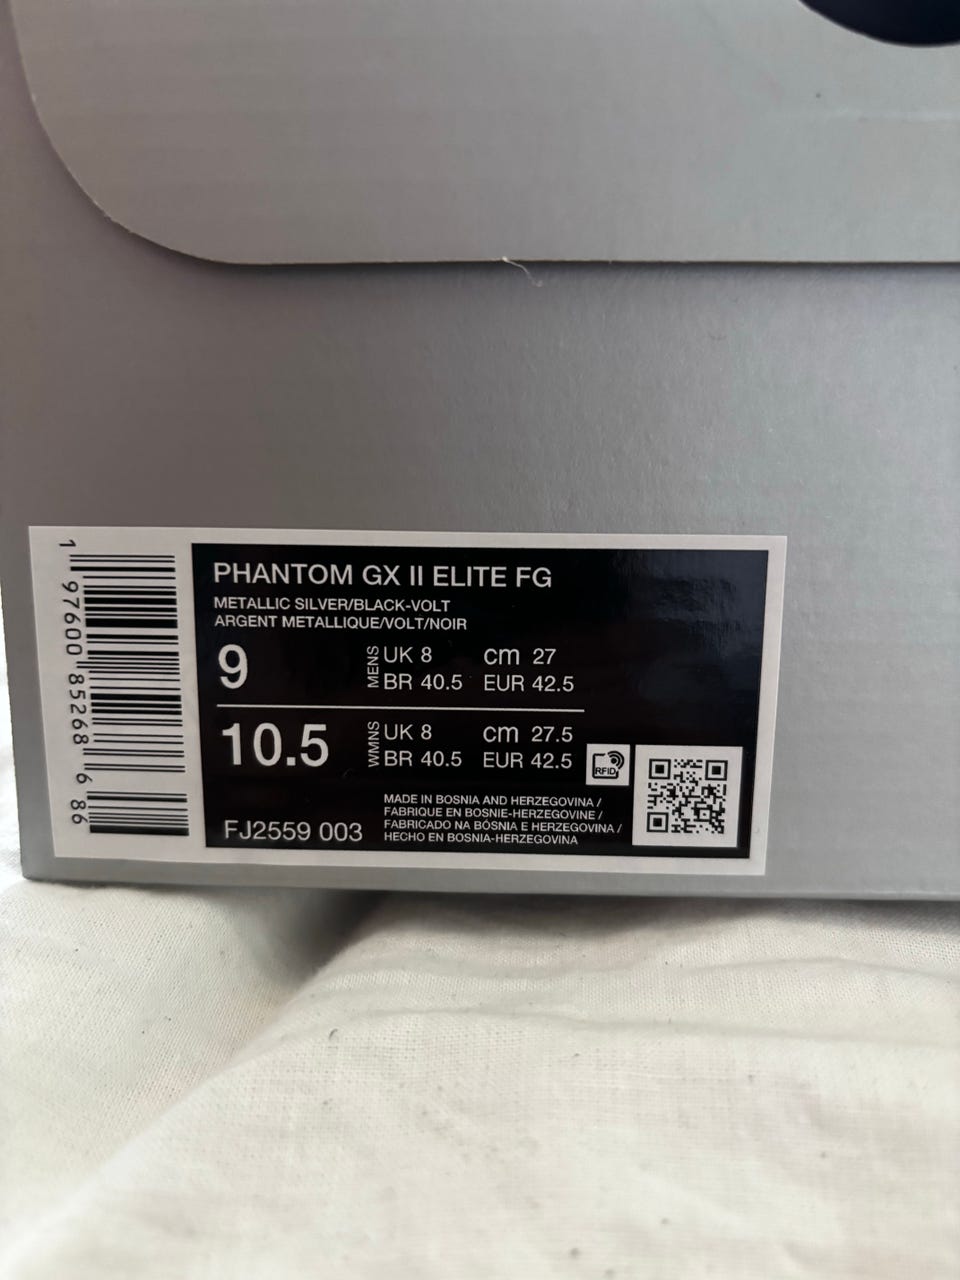 PHANTOM GX II ELITE FG
METALLIC SILVER/BLACK-VOLT
ARGENT METALLIQUE/VOLT/NOIR
9 MENS UK 8 cm 27
BR 40.5 EUR 42.5
10.5 WMNS UK 8 cm 27.5
BR 40.5 EUR 42.5
RFID
FJ2559 003
MADE IN BOSNIA AND HERZEGOVINA /
FABRIQUE EN BOSNIE-HERZEGOVINE /
FABRICADO NA BÓSNIA E HERZEGOVINA /
HECHO EN BOSNIA-HERZEGOVINA
1 97600 85268 6 86